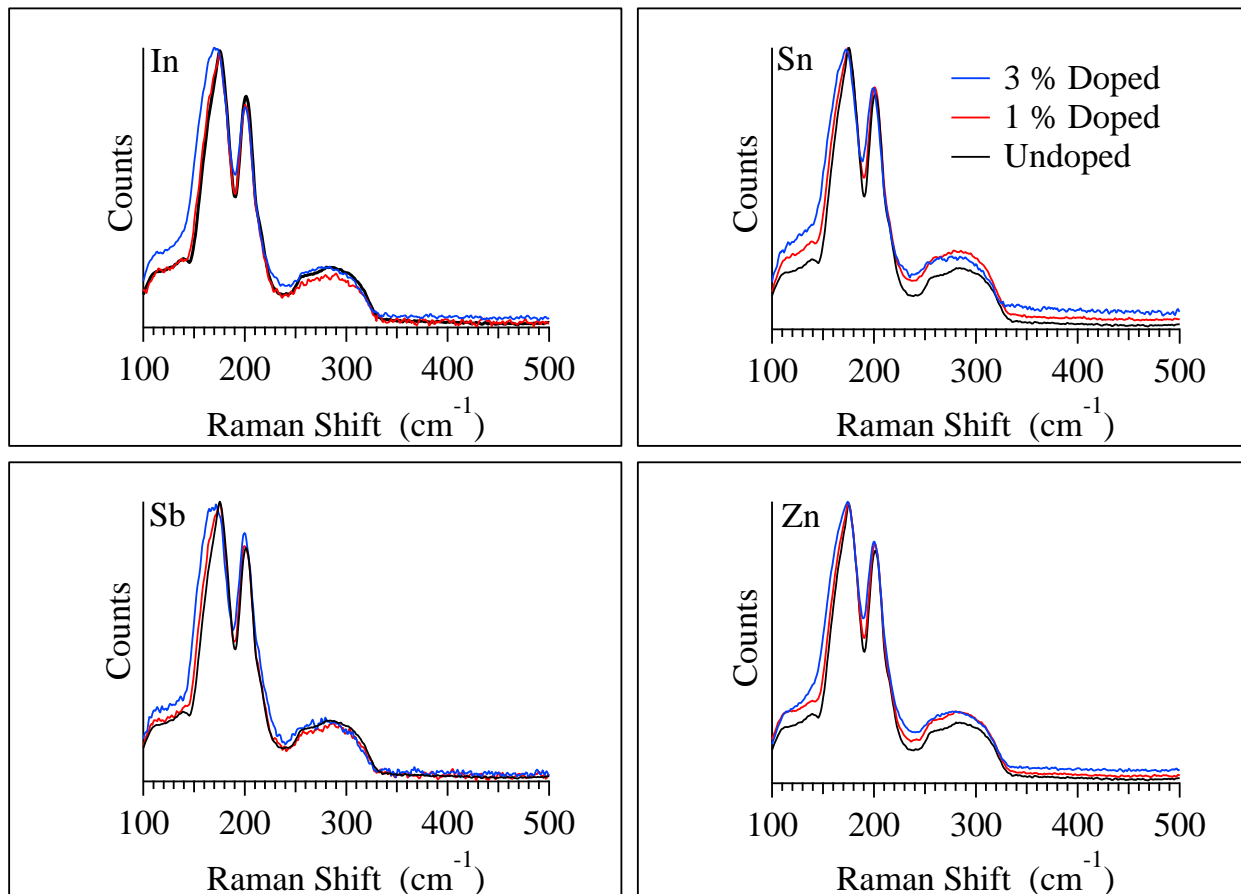 In
Counts
100 200 300 400 500
Raman Shift (cm⁻¹)
Sn
3 % Doped
1 % Doped
Undoped
Counts
100 200 300 400 500
Raman Shift (cm⁻¹)
Sb
Counts
100 200 300 400 500
Raman Shift (cm⁻¹)
Zn
Counts
100 200 300 400 500
Raman Shift (cm⁻¹)